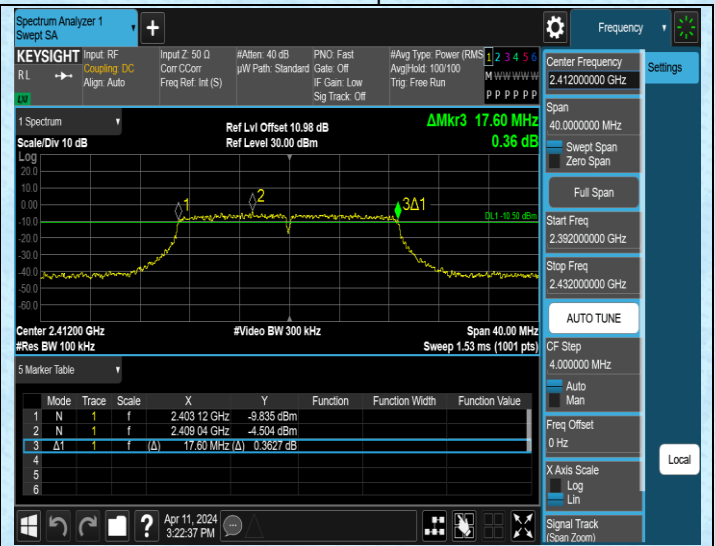 Spectrum Analyzer 1
Swept SA
Frequency
KEYSIGHT Input: RF
RL
Coupling: DC
Align: Auto
Input Z: 50 Ω
Corr CCorr
Freq Ref: Int (S)
#Atten: 40 dB
µW Path: Standard
PNO: Fast
Gate: Off
IF Gain: Low
Sig Track: Off
#Avg Type: Power (RMS
Avg|Hold: 100/100
Trig: Free Run
1 2 3 4 5 6
M W W W W W
P P P P P P
LXI
1 Spectrum
Scale/Div 10 dB
Ref Lvl Offset 10.98 dB
Ref Level 30.00 dBm
ΔMkr3 17.60 MHz
0.36 dB
Log
20.0
10.0
0.00
-10.0
-20.0
-30.0
-40.0
-50.0
-60.0
1
2
3Δ1
DL1 -10.50 dBm
Center 2.41200 GHz
#Res BW 100 kHz
#Video BW 300 kHz
Span 40.00 MHz
Sweep 1.53 ms (1001 pts)
5 Marker Table
Mode Trace Scale X Y Function Function Width Function Value
1 N 1 f 2.403 12 GHz -9.835 dBm
2 N 1 f 2.409 04 GHz -4.504 dBm
3 Δ1 1 f (Δ) 17.60 MHz (Δ) 0.3627 dB
4
5
6
Apr 11, 2024
3:22:37 PM
Center Frequency
2.412000000 GHz
Span
40.0000000 MHz
Swept Span
Zero Span
Full Span
Start Freq
2.392000000 GHz
Stop Freq
2.432000000 GHz
AUTO TUNE
CF Step
4.000000 MHz
Auto
Man
Freq Offset
0 Hz
X Axis Scale
Log
Lin
Signal Track
(Span Zoom)
Settings
Local